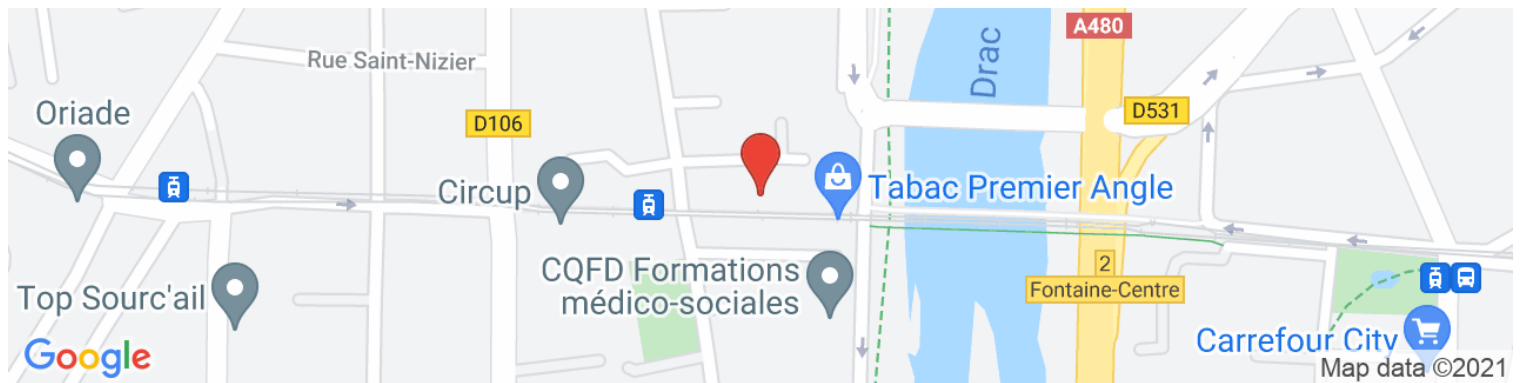 A480
Drac
Rue Saint-Nizier
Oriade
D106
D531
Circup
Tabac Premier Angle
CQFD Formations
médico-sociales
2
Fontaine-Centre
Top Sourc'ail
Carrefour City
Google
Map data ©2021